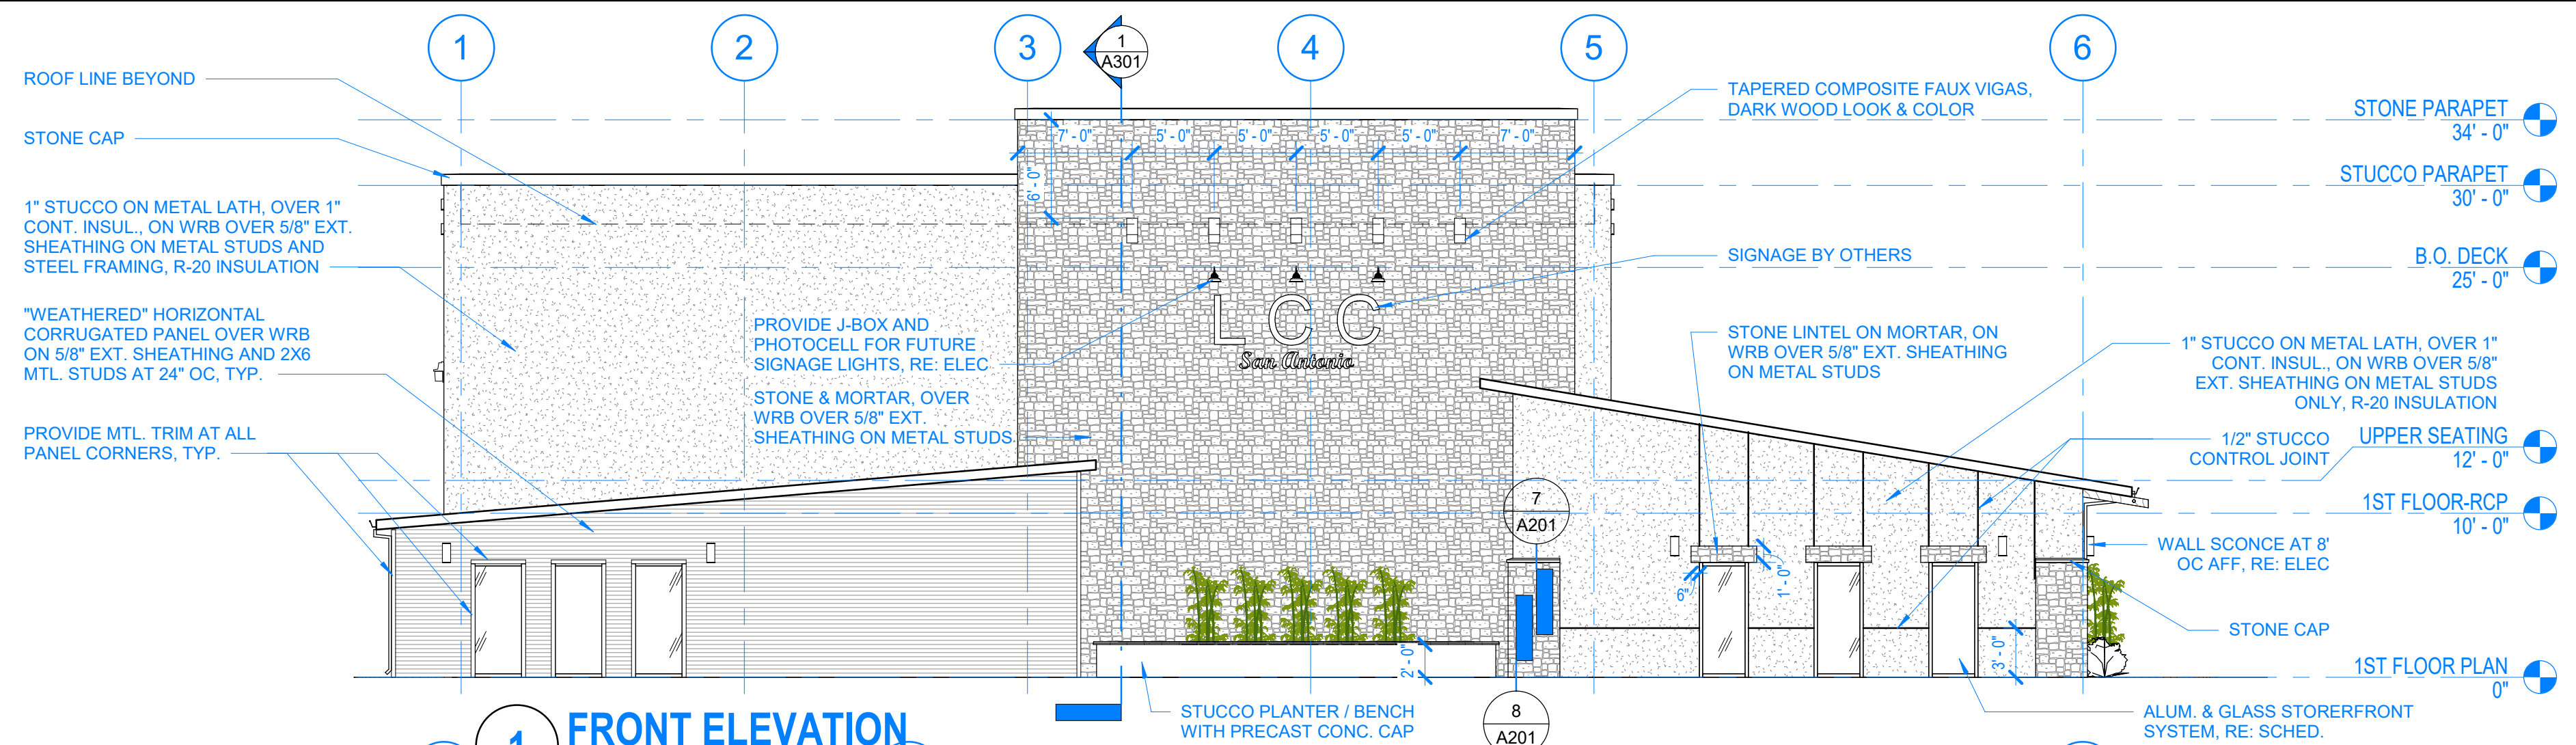 1
2
3
1
A301
4
5
6
ROOF LINE BEYOND
STONE CAP
1" STUCCO ON METAL LATH, OVER 1"
CONT. INSUL., ON WRB OVER 5/8" EXT.
SHEATHING ON METAL STUDS AND
STEEL FRAMING, R-20 INSULATION
"WEATHERED" HORIZONTAL
CORRUGATED PANEL OVER WRB
ON 5/8" EXT. SHEATHING AND 2X6
MTL. STUDS AT 24" OC, TYP.
PROVIDE MTL. TRIM AT ALL
PANEL CORNERS, TYP.
7' - 0"
5' - 0"
5' - 0"
5' - 0"
5' - 0"
7' - 0"
6' - 0"
PROVIDE J-BOX AND
PHOTOCELL FOR FUTURE
SIGNAGE LIGHTS, RE: ELEC
STONE & MORTAR, OVER
WRB OVER 5/8" EXT.
SHEATHING ON METAL STUDS
LCC
San Antonio
TAPERED COMPOSITE FAUX VIGAS,
DARK WOOD LOOK & COLOR
SIGNAGE BY OTHERS
STONE LINTEL ON MORTAR, ON
WRB OVER 5/8" EXT. SHEATHING
ON METAL STUDS
1" STUCCO ON METAL LATH, OVER 1"
CONT. INSUL., ON WRB OVER 5/8"
EXT. SHEATHING ON METAL STUDS
ONLY, R-20 INSULATION
1/2" STUCCO
CONTROL JOINT
WALL SCONCE AT 8'
OC AFF, RE: ELEC
STONE CAP
ALUM. & GLASS STORERFRONT
SYSTEM, RE: SCHED.
STONE PARAPET
34' - 0"
STUCCO PARAPET
30' - 0"
B.O. DECK
25' - 0"
UPPER SEATING
12' - 0"
1ST FLOOR-RCP
10' - 0"
1ST FLOOR PLAN
0"
7
A201
6"
1' - 0"
3' - 0"
2' - 0"
STUCCO PLANTER / BENCH
WITH PRECAST CONC. CAP
8
A201
1
FRONT ELEVATION